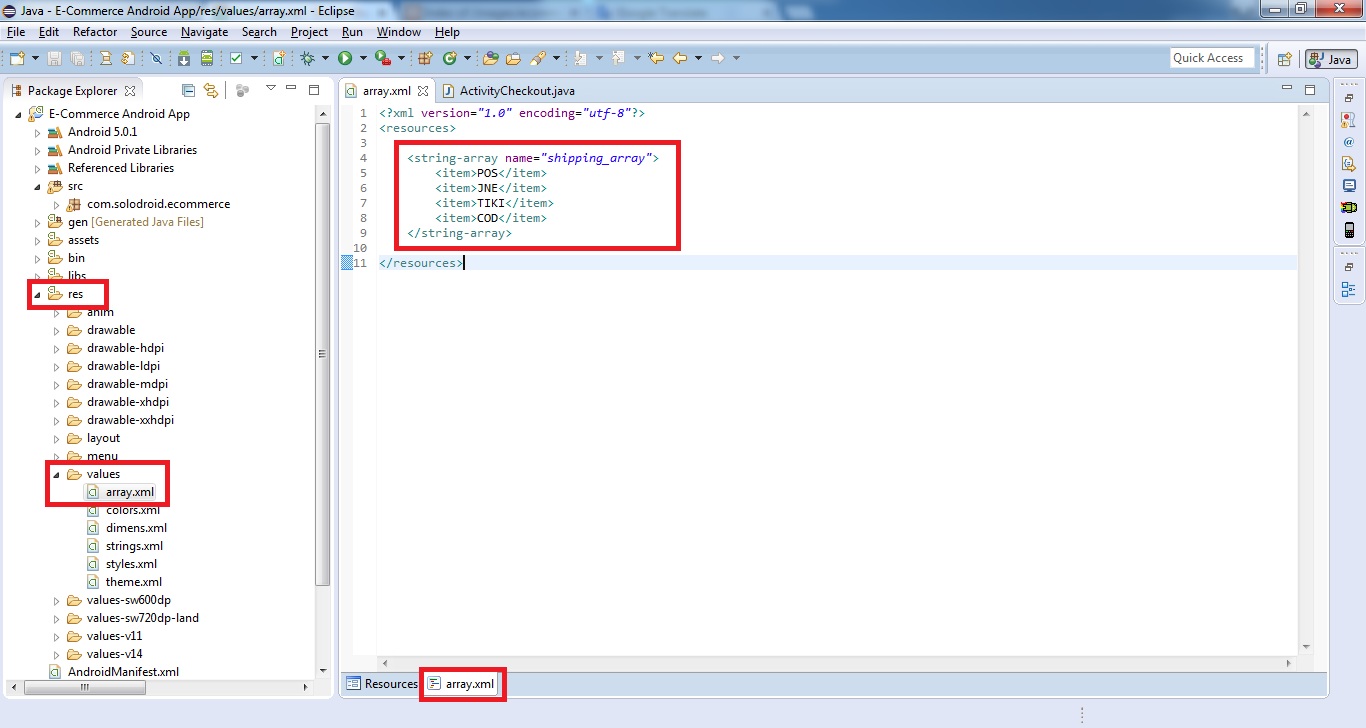 Java - E-Commerce Android App/res/values/array.xml - Eclipse
File Edit Refactor Source Navigate Search Project Run Window Help
Quick Access
Java
Package Explorer
E-Commerce Android App
Android 5.0.1
Android Private Libraries
Referenced Libraries
src
com.solodroid.ecommerce
gen [Generated Java Files]
assets
bin
libs
res
anim
drawable
drawable-hdpi
drawable-ldpi
drawable-mdpi
drawable-xhdpi
drawable-xxhdpi
layout
menu
values
array.xml
colors.xml
dimens.xml
strings.xml
styles.xml
theme.xml
values-sw600dp
values-sw720dp-land
values-v11
values-v14
AndroidManifest.xml
array.xml ActivityCheckout.java
1 <?xml version="1.0" encoding="utf-8"?>
2 <resources>
3
4 <string-array name="shipping_array">
5 <item>POS</item>
6 <item>JNE</item>
7 <item>TIKI</item>
8 <item>COD</item>
9 </string-array>
10
11 </resources>
Resources array.xml